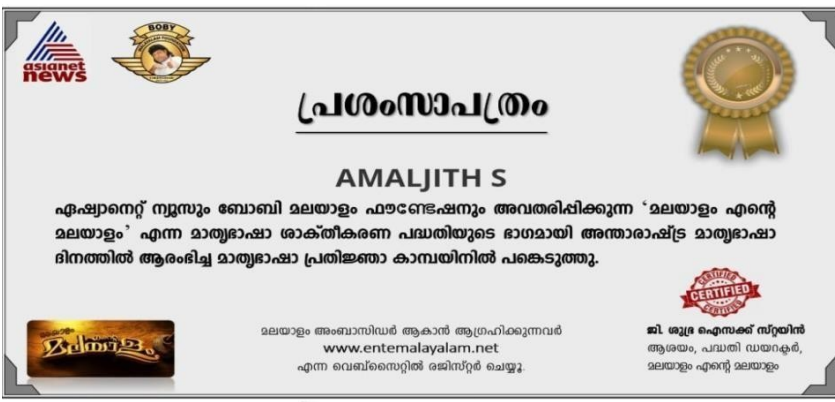 asianet
news
BOBY
പ്രശംസാപത്രം
AMALJITH S
ഏഷ്യാനെറ്റ് ന്യൂസും ബോബി മലയാളം ഫൗണ്ടേഷനും അവതരിപ്പിക്കുന്ന 'മലയാളം എന്റെ
മലയാളം' എന്ന മാതൃഭാഷാ ശാക്തീകരണ പദ്ധതിയുടെ ഭാഗമായി അന്താരാഷ്ട്ര മാതൃഭാഷാ
ദിനത്തിൽ ആരംഭിച്ച മാതൃഭാഷാ പ്രതിജ്ഞാ കാമ്പയിനിൽ പങ്കെടുത്തു.
CERTIFIED
CERTIFIED
CERTIFIED
മലയാളം
മലയാളം അംബാസിഡർ ആകാൻ ആഗ്രഹിക്കുന്നവർ
www.entemalayalam.net
എന്ന വെബ്സൈറ്റിൽ രജിസ്റ്റർ ചെയ്യൂ.
ജി. ശുഭ്ര ഐസക്ക് സ്റ്റയിൻ
ആശയം, പദ്ധതി ഡയറക്ടർ,
മലയാളം എന്റെ മലയാളം